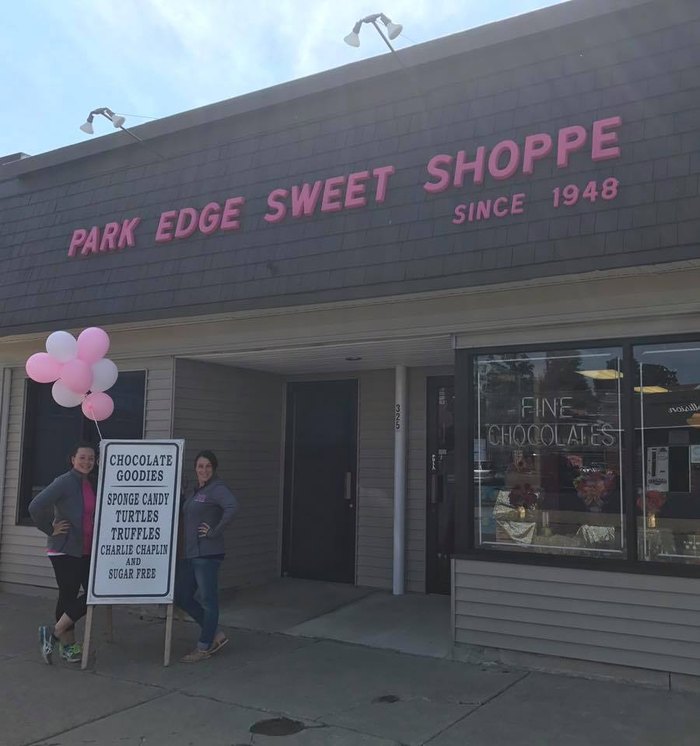 PARK EDGE SWEET SHOPPE
SINCE 1948
CHOCOLATE
GOODIES
SPONGE CANDY
TURTLES
TRUFFLES
CHARLIE CHAPLIN
AND
SUGAR FREE
325
FINE
CHOCOLATES